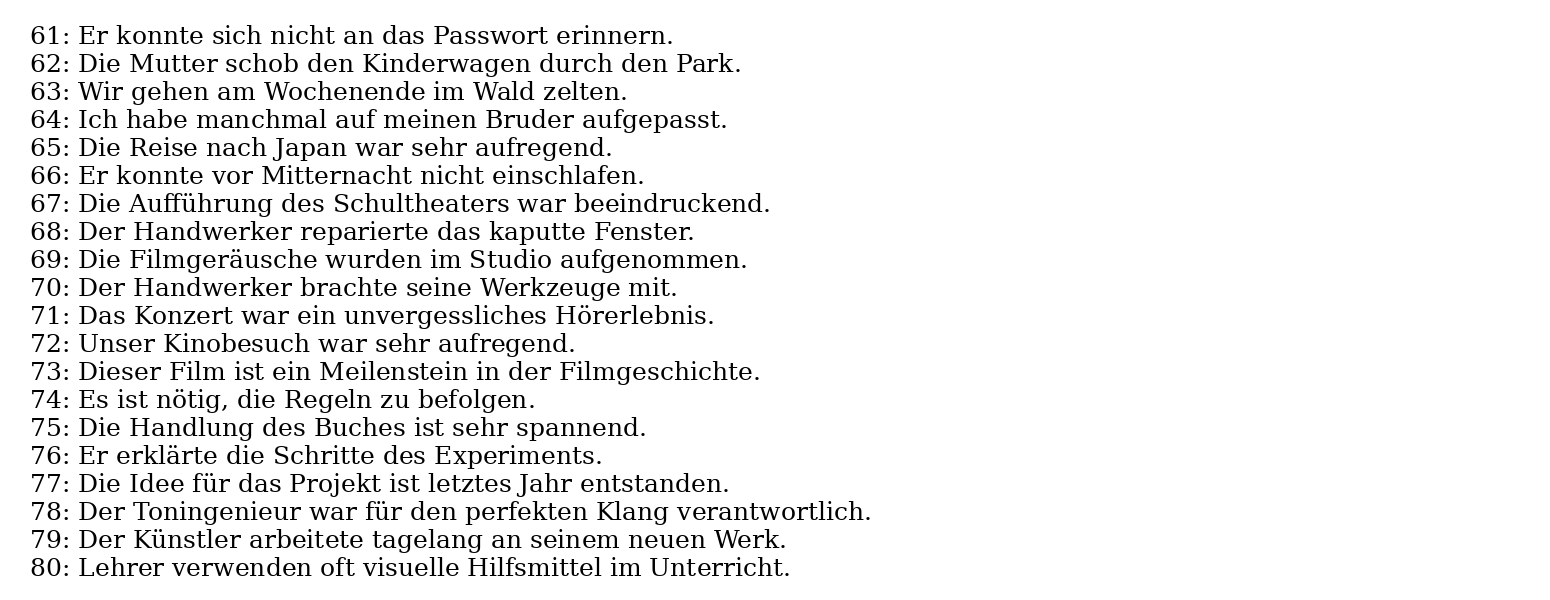 61: Er konnte sich nicht an das Passwort erinnern.
62: Die Mutter schob den Kinderwagen durch den Park.
63: Wir gehen am Wochenende im Wald zelten.
64: Ich habe manchmal auf meinen Bruder aufgepasst.
65: Die Reise nach Japan war sehr aufregend.
66: Er konnte vor Mitternacht nicht einschlafen.
67: Die Aufführung des Schultheaters war beeindruckend.
68: Der Handwerker reparierte das kaputte Fenster.
69: Die Filmgeräusche wurden im Studio aufgenommen.
70: Der Handwerker brachte seine Werkzeuge mit.
71: Das Konzert war ein unvergessliches Hörerlebnis.
72: Unser Kinobesuch war sehr aufregend.
73: Dieser Film ist ein Meilenstein in der Filmgeschichte.
74: Es ist nötig, die Regeln zu befolgen.
75: Die Handlung des Buches ist sehr spannend.
76: Er erklärte die Schritte des Experiments.
77: Die Idee für das Projekt ist letztes Jahr entstanden.
78: Der Toningenieur war für den perfekten Klang verantwortlich.
79: Der Künstler arbeitete tagelang an seinem neuen Werk.
80: Lehrer verwenden oft visuelle Hilfsmittel im Unterricht.